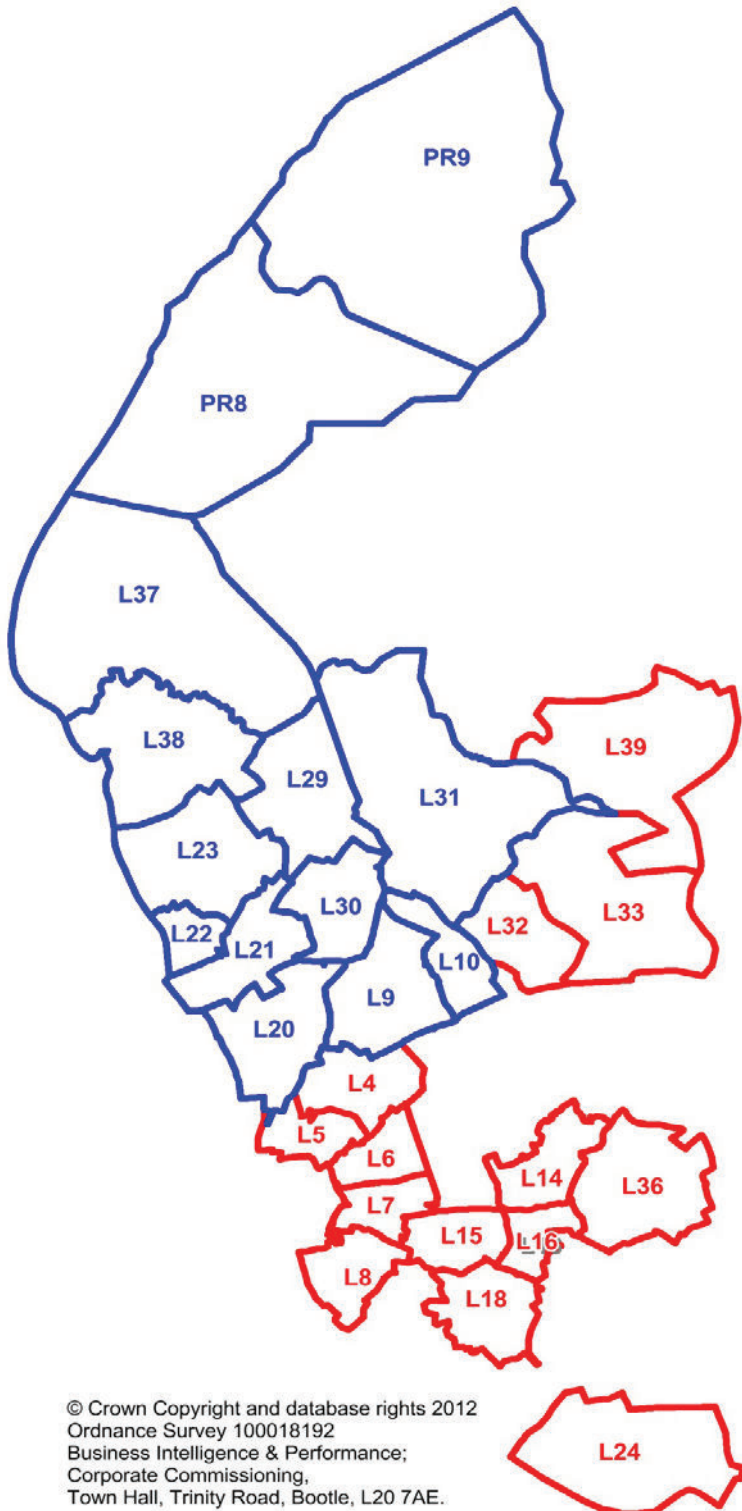 PR9
PR8
L37
L38
L29
L39
L31
L23
L30
L22
L21
L32
L33
L10
L9
L20
L4
L5
L6
L14
L36
L7
L15
L16
L8
L18
L24
© Crown Copyright and database rights 2012
Ordnance Survey 100018192
Business Intelligence & Performance;
Corporate Commissioning,
Town Hall, Trinity Road, Bootle, L20 7AE.